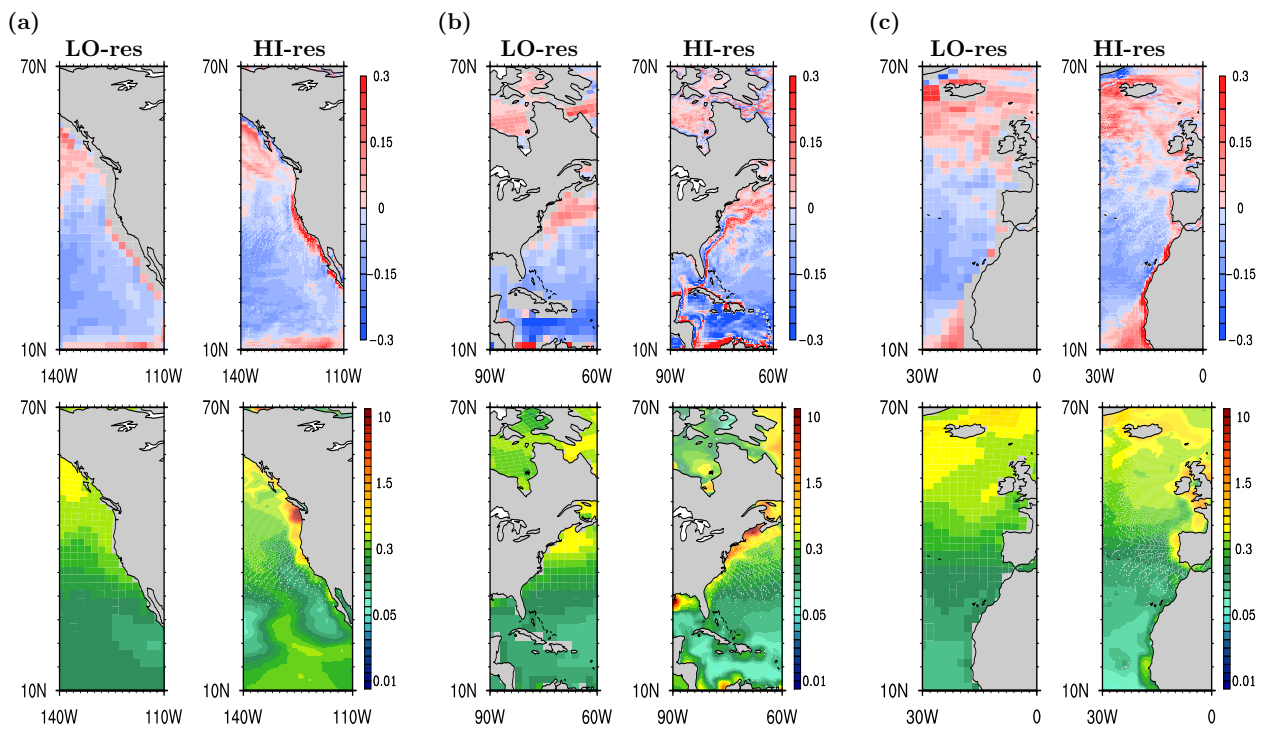 (a) (b) (c)
LO-res HI-res LO-res HI-res LO-res HI-res
70N 70N 70N
0.3 0.3 0.3
0.15 0.15 0.15
0 0 0
−0.15 −0.15 −0.15
−0.3 −0.3 −0.3
10N 10N 10N 10N 10N 10N
140W 110W 140W 110W 90W 60W 90W 60W 30W 0 30W 0
70N 70N 70N 70N
10 10 10
1.5 1.5 1.5
0.3 0.3 0.3
0.05 0.05 0.05
0.01 0.01 0.01
10N 10N 10N 10N 10N 10N
140W 110W 140W 110W 90W 60W 90W 60W 30W 0 30W 0